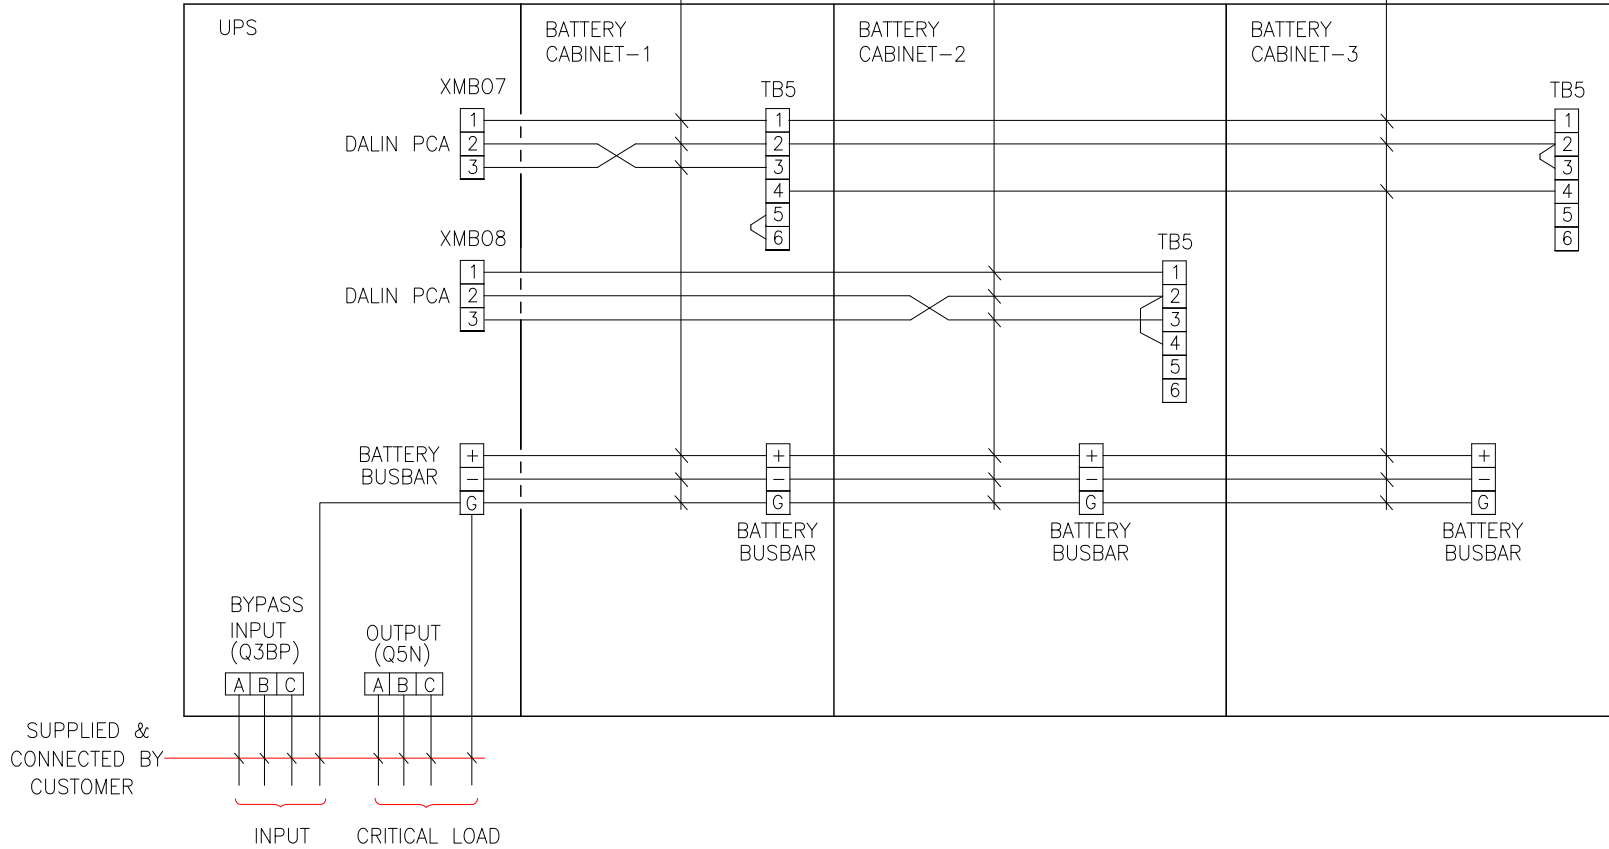 UPS
BATTERY
CABINET-1
BATTERY
CABINET-2
BATTERY
CABINET-3
XMBO7
DALIN PCA
1
2
3
TB5
1
2
3
4
5
6
TB5
1
2
3
4
5
6
XMBO8
DALIN PCA
1
2
3
TB5
1
2
3
4
5
6
BATTERY
BUSBAR
+
-
G
+
-
G
BATTERY
BUSBAR
+
-
G
BATTERY
BUSBAR
+
-
G
BATTERY
BUSBAR
BYPASS
INPUT
(Q3BP)
A B C
OUTPUT
(Q5N)
A B C
SUPPLIED &
CONNECTED BY
CUSTOMER
INPUT
CRITICAL LOAD